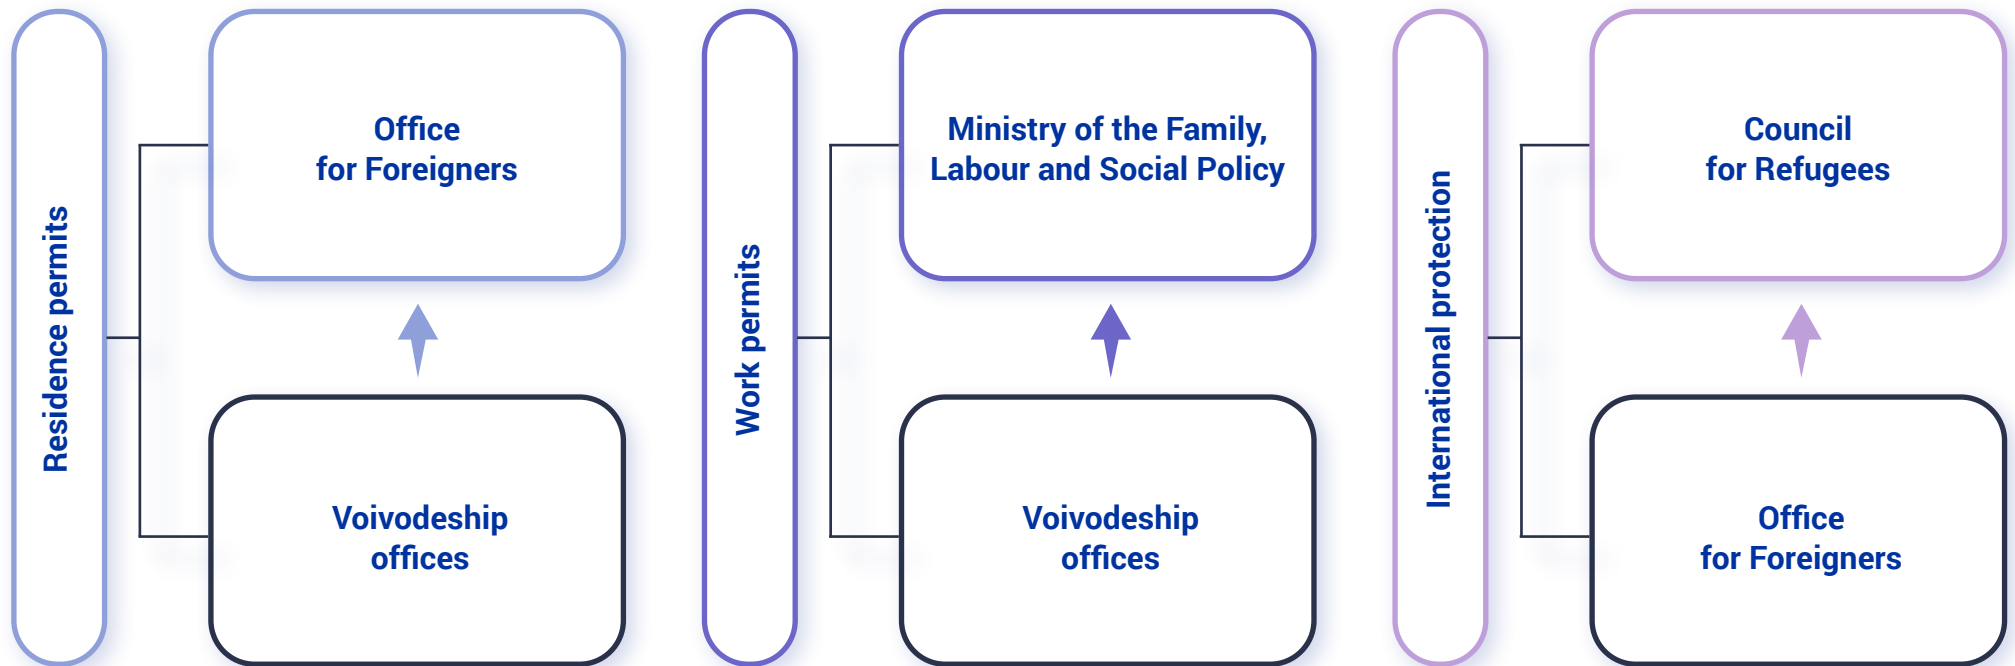 Residence permits
Office
for Foreigners
Voivodeship
offices
Work permits
Ministry of the Family,
Labour and Social Policy
Voivodeship
offices
International protection
Council
for Refugees
Office
for Foreigners